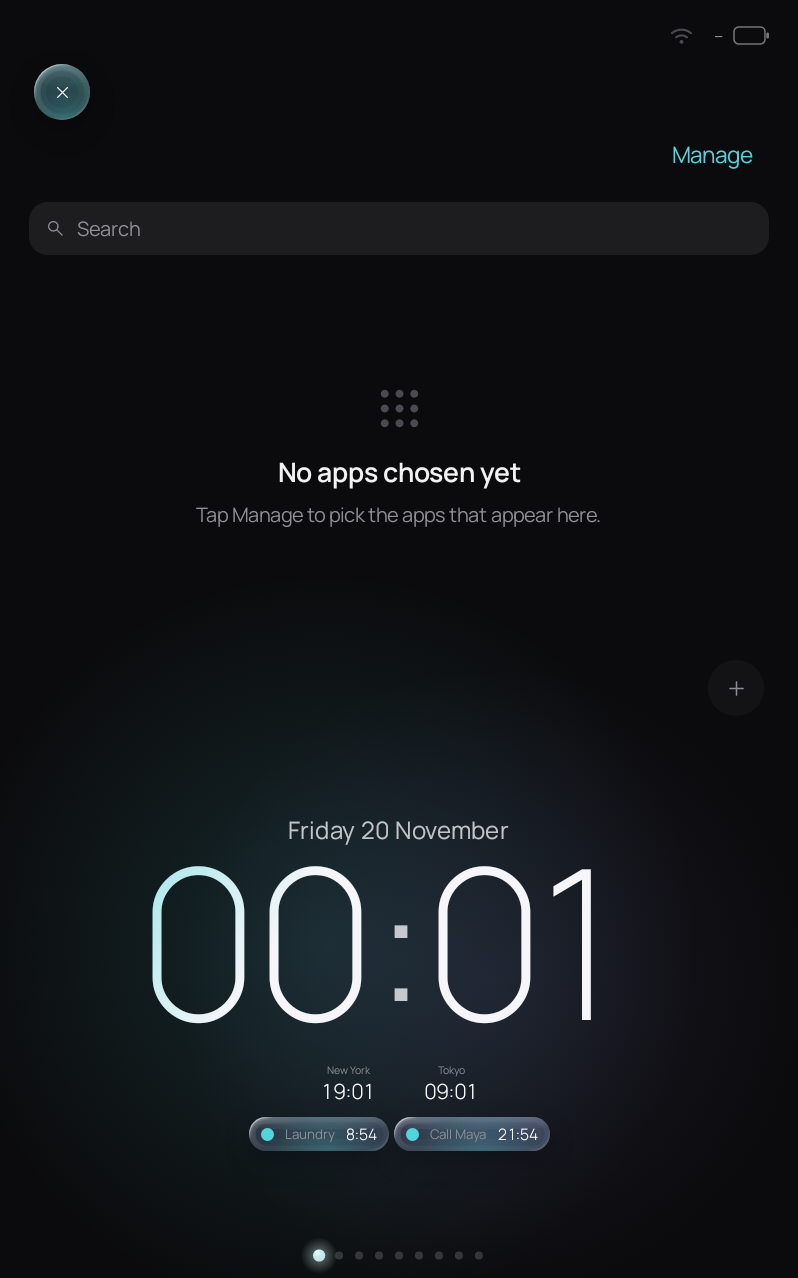 Manage
Search
No apps chosen yet
Tap Manage to pick the apps that appear here.
Friday 20 November
00:01
New York Tokyo
19:01 09:01
Laundry 8:54 Call Maya 21:54